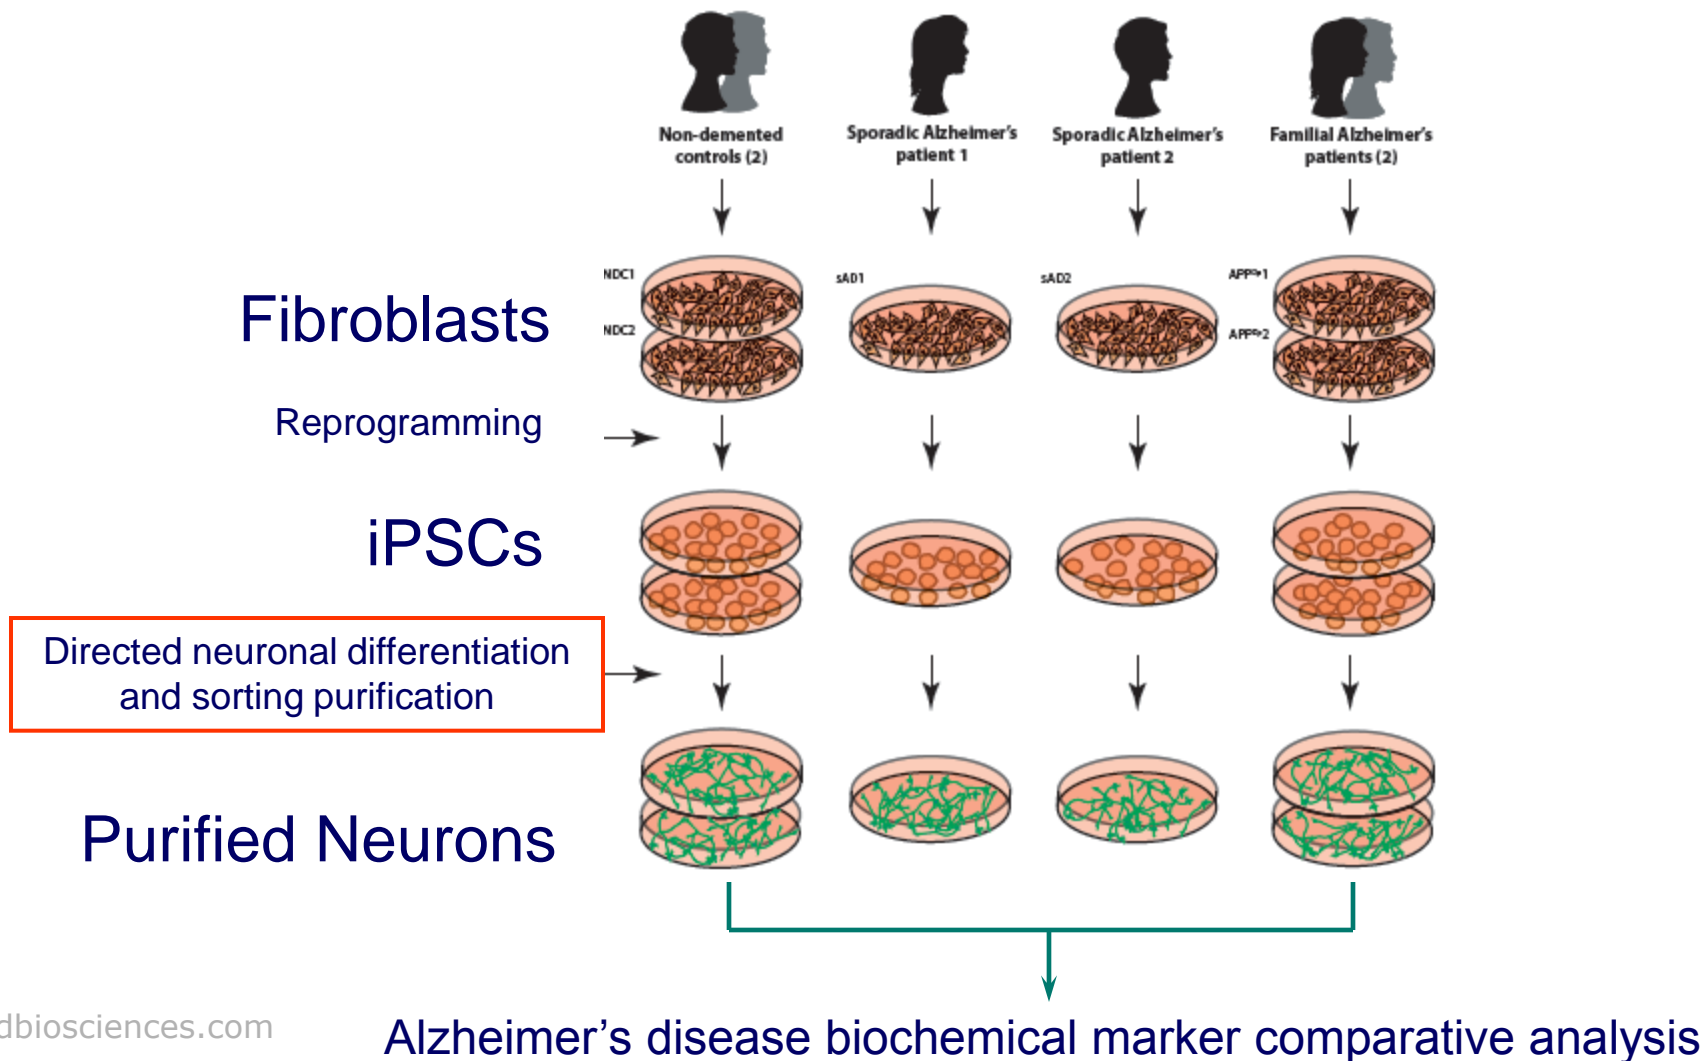 Non-demented
controls (2)
Sporadic Alzheimer's
patient 1
Sporadic Alzheimer's
patient 2
Familial Alzheimer's
patients (2)
NDC1
sAD1
sAD2
APPᴰᵖ1
Fibroblasts
NDC2
APPᴰᵖ2
Reprogramming
iPSCs
Directed neuronal differentiation
and sorting purification
Purified Neurons
dbiosciences.com
Alzheimer's disease biochemical marker comparative analysis